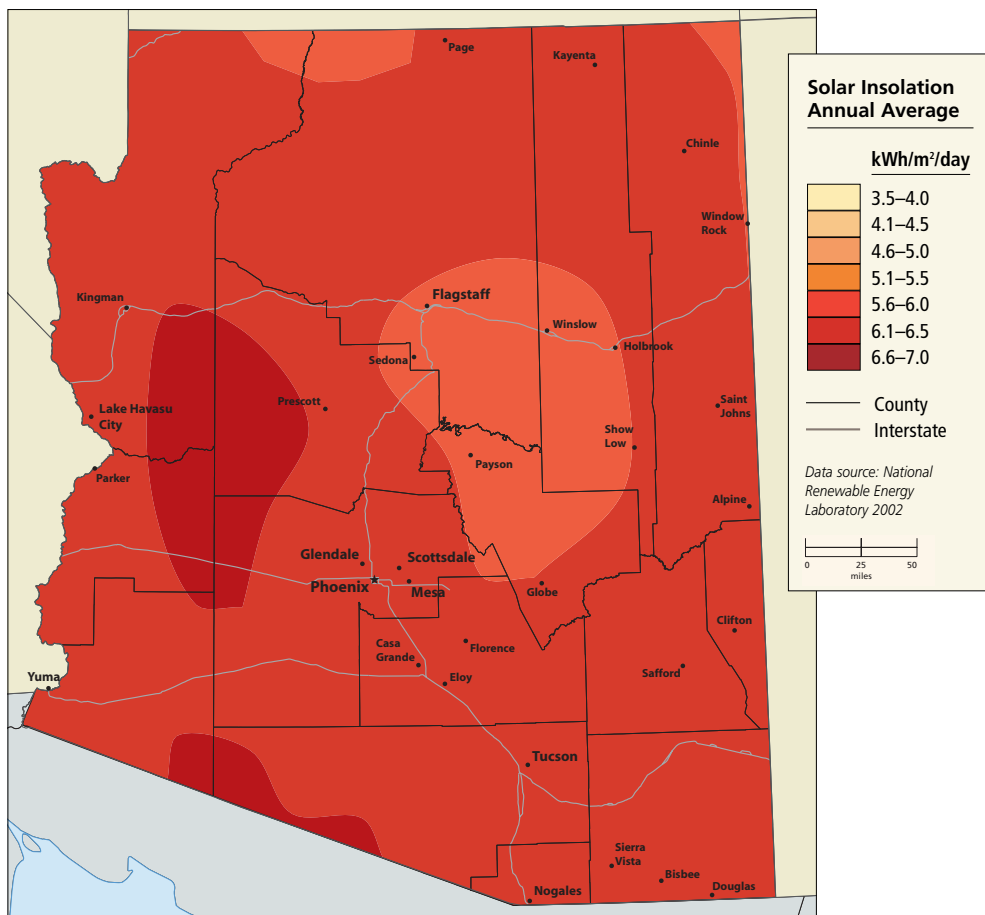 Page
Kayenta
Chinle
Window
Rock
Kingman
Flagstaff
Winslow
Holbrook
Sedona
Prescott
Lake Havasu
City
Saint
Johns
Show
Low
Payson
Parker
Alpine
Glendale
Scottsdale
Phoenix
Mesa
Globe
Clifton
Casa
Grande
Florence
Safford
Eloy
Yuma
Tucson
Sierra
Vista
Bisbee
Douglas
Nogales
Solar Insolation
Annual Average
kWh/m²/day
3.5–4.0
4.1–4.5
4.6–5.0
5.1–5.5
5.6–6.0
6.1–6.5
6.6–7.0
County
Interstate
Data source: National
Renewable Energy
Laboratory 2002
0 25 50
miles